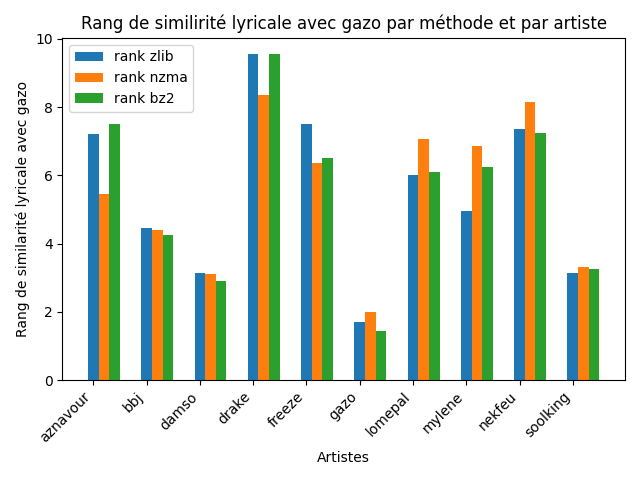 Rang de similirité lyricale avec gazo par méthode et par artiste
rank zlib
rank nzma
rank bz2
Rang de similarité lyricale avec gazo
10
8
6
4
2
0
aznavour
bbj
damso
drake
freeze
gazo
lomepal
mylene
nekfeu
soolking
Artistes